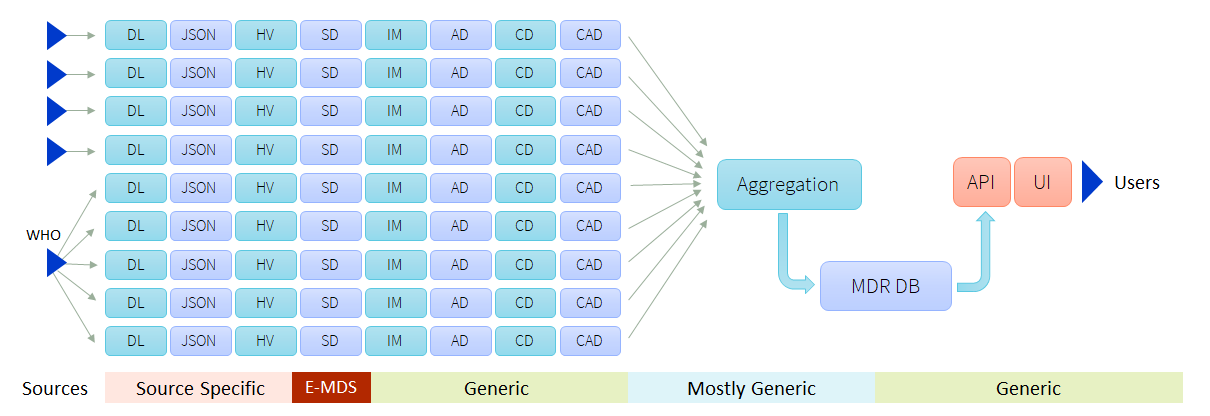 DL JSON HV SD IM AD CD CAD
DL JSON HV SD IM AD CD CAD
DL JSON HV SD IM AD CD CAD
DL JSON HV SD IM AD CD CAD
DL JSON HV SD IM AD CD CAD
Aggregation
API UI Users
DL JSON HV SD IM AD CD CAD
WHO
DL JSON HV SD IM AD CD CAD
DL JSON HV SD IM AD CD CAD
MDR DB
DL JSON HV SD IM AD CD CAD
Sources Source Specific E-MDS Generic Mostly Generic Generic